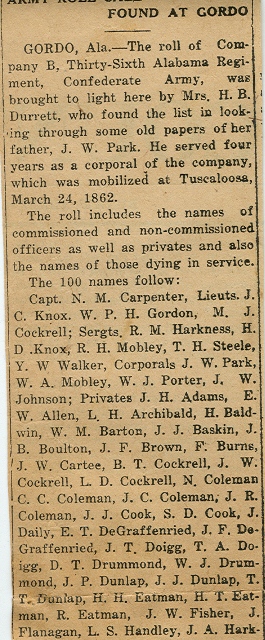 ARMY ROLL CALL
FOUND AT GORDO
GORDO, Ala.—The roll of Com-
pany B, Thirty-Sixth Alabama Regi-
ment, Confederate Army, was
brought to light here by Mrs. H. B.
Durrett, who found the list in look-
ing through some old papers of her
father, J. W. Park. He served four
years as a corporal of the company,
which was mobilized at Tuscaloosa,
March 24, 1862.
The roll includes the names of
commissioned and non-commissioned
officers as well as privates and also
the names of those dying in service.
The 100 names follow:
Capt. N. M. Carpenter, Lieuts. J.
C. Knox. W. P. H. Gordon, M. J.
Cockrell; Sergts. R. M. Harkness, H.
D .Knox, R. H. Mobley, T. H. Steele,
Y. W Walker, Corporals J. W. Park,
W. A. Mobley, W. J. Porter, J. W.
Johnson; Privates J. H. Adams, E.
W. Allen, L. H. Archibald, H. Bald-
win, W. M. Barton, J. J. Baskin, J.
B. Boulton, J. F. Brown, F. Burns,
J. W. Cartee, B. T. Cockrell, J. W.
Cockrell, L. D. Cockrell, N. Coleman
C. C. Coleman, J. C. Coleman, J. R.
Coleman, J. J. Cook, S. D. Cook, J.
Daily, E. T. DeGraffenried, J. F. De-
Graffenried, J. T. Doigg, T. A. Do-
igg, D. T. Drummond, W. J. Drum-
mond, J. P. Dunlap, J. J. Dunlap, T.
T. Dunlap, H. H. Eatman, H. T. Eat-
man, R. Eatman, J. W. Fisher, J.
Flanagan, L. S. Handley, J. A. Hark-